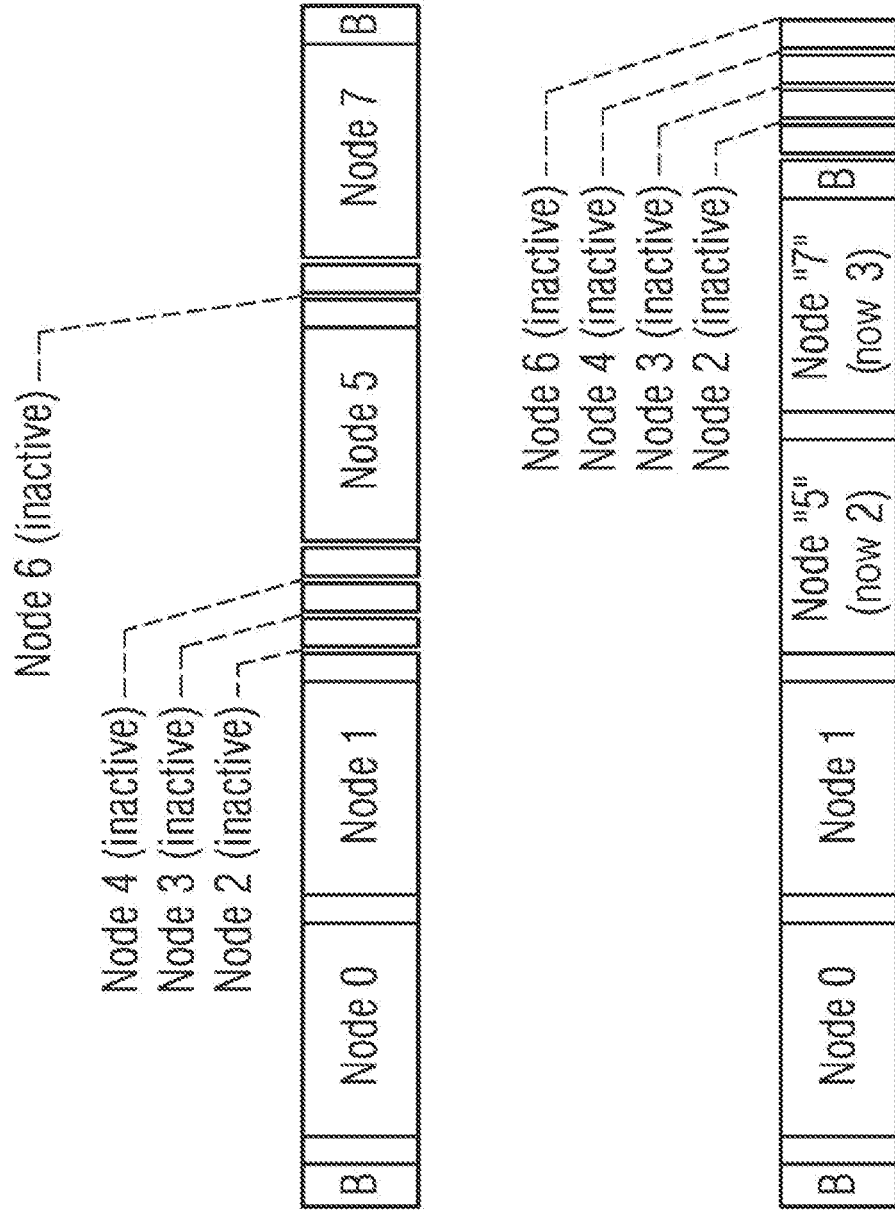 Node 6 (inactive)
Node 4 (inactive)
Node 3 (inactive)
Node 2 (inactive)
B
Node 0
Node 1
Node 5
Node 7
B
Node 6 (inactive)
Node 4 (inactive)
Node 3 (inactive)
Node 2 (inactive)
B
Node 0
Node 1
Node "5"
(now 2)
Node "7"
(now 3)
B